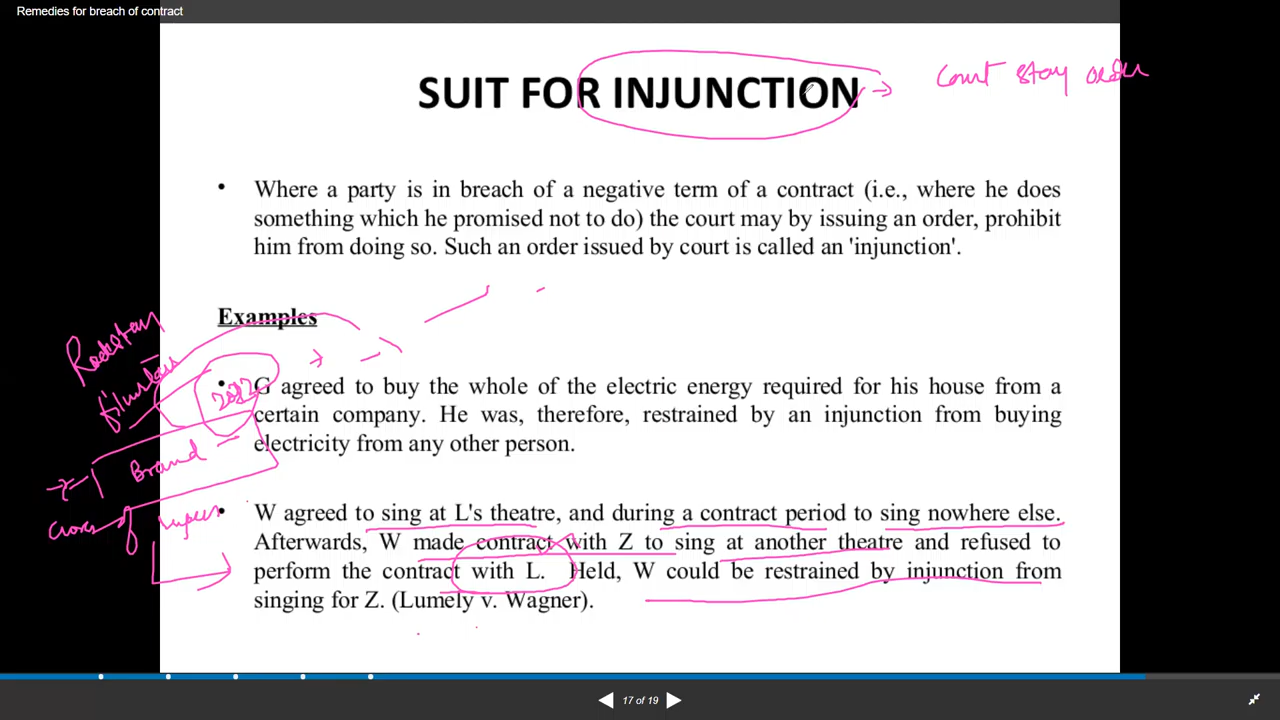 Remedies for breach of contract
SUIT FOR INJUNCTION
→ Court stay order
• Where a party is in breach of a negative term of a contract (i.e., where he does
something which he promised not to do) the court may by issuing an order, prohibit
him from doing so. Such an order issued by court is called an 'injunction'.
Examples
Rockstar
filmstar
2022
• G agreed to buy the whole of the electric energy required for his house from a
certain company. He was, therefore, restrained by an injunction from buying
electricity from any other person.
Brand
crores of rupees
• W agreed to sing at L's theatre, and during a contract period to sing nowhere else.
Afterwards, W made contract with Z to sing at another theatre and refused to
perform the contract with L. Held, W could be restrained by injunction from
singing for Z. (Lumely v. Wagner).
17 of 19